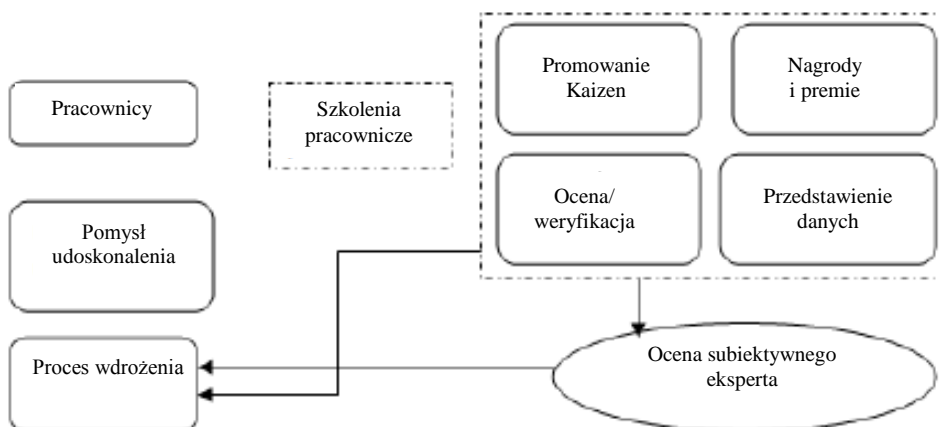 Pracownicy
Szkolenia
pracownicze
Promowanie
Kaizen
Nagrody
i premie
Ocena/
weryfikacja
Przedstawienie
danych
Pomysł
udoskonalenia
Proces wdrożenia
Ocena subiektywnego
eksperta